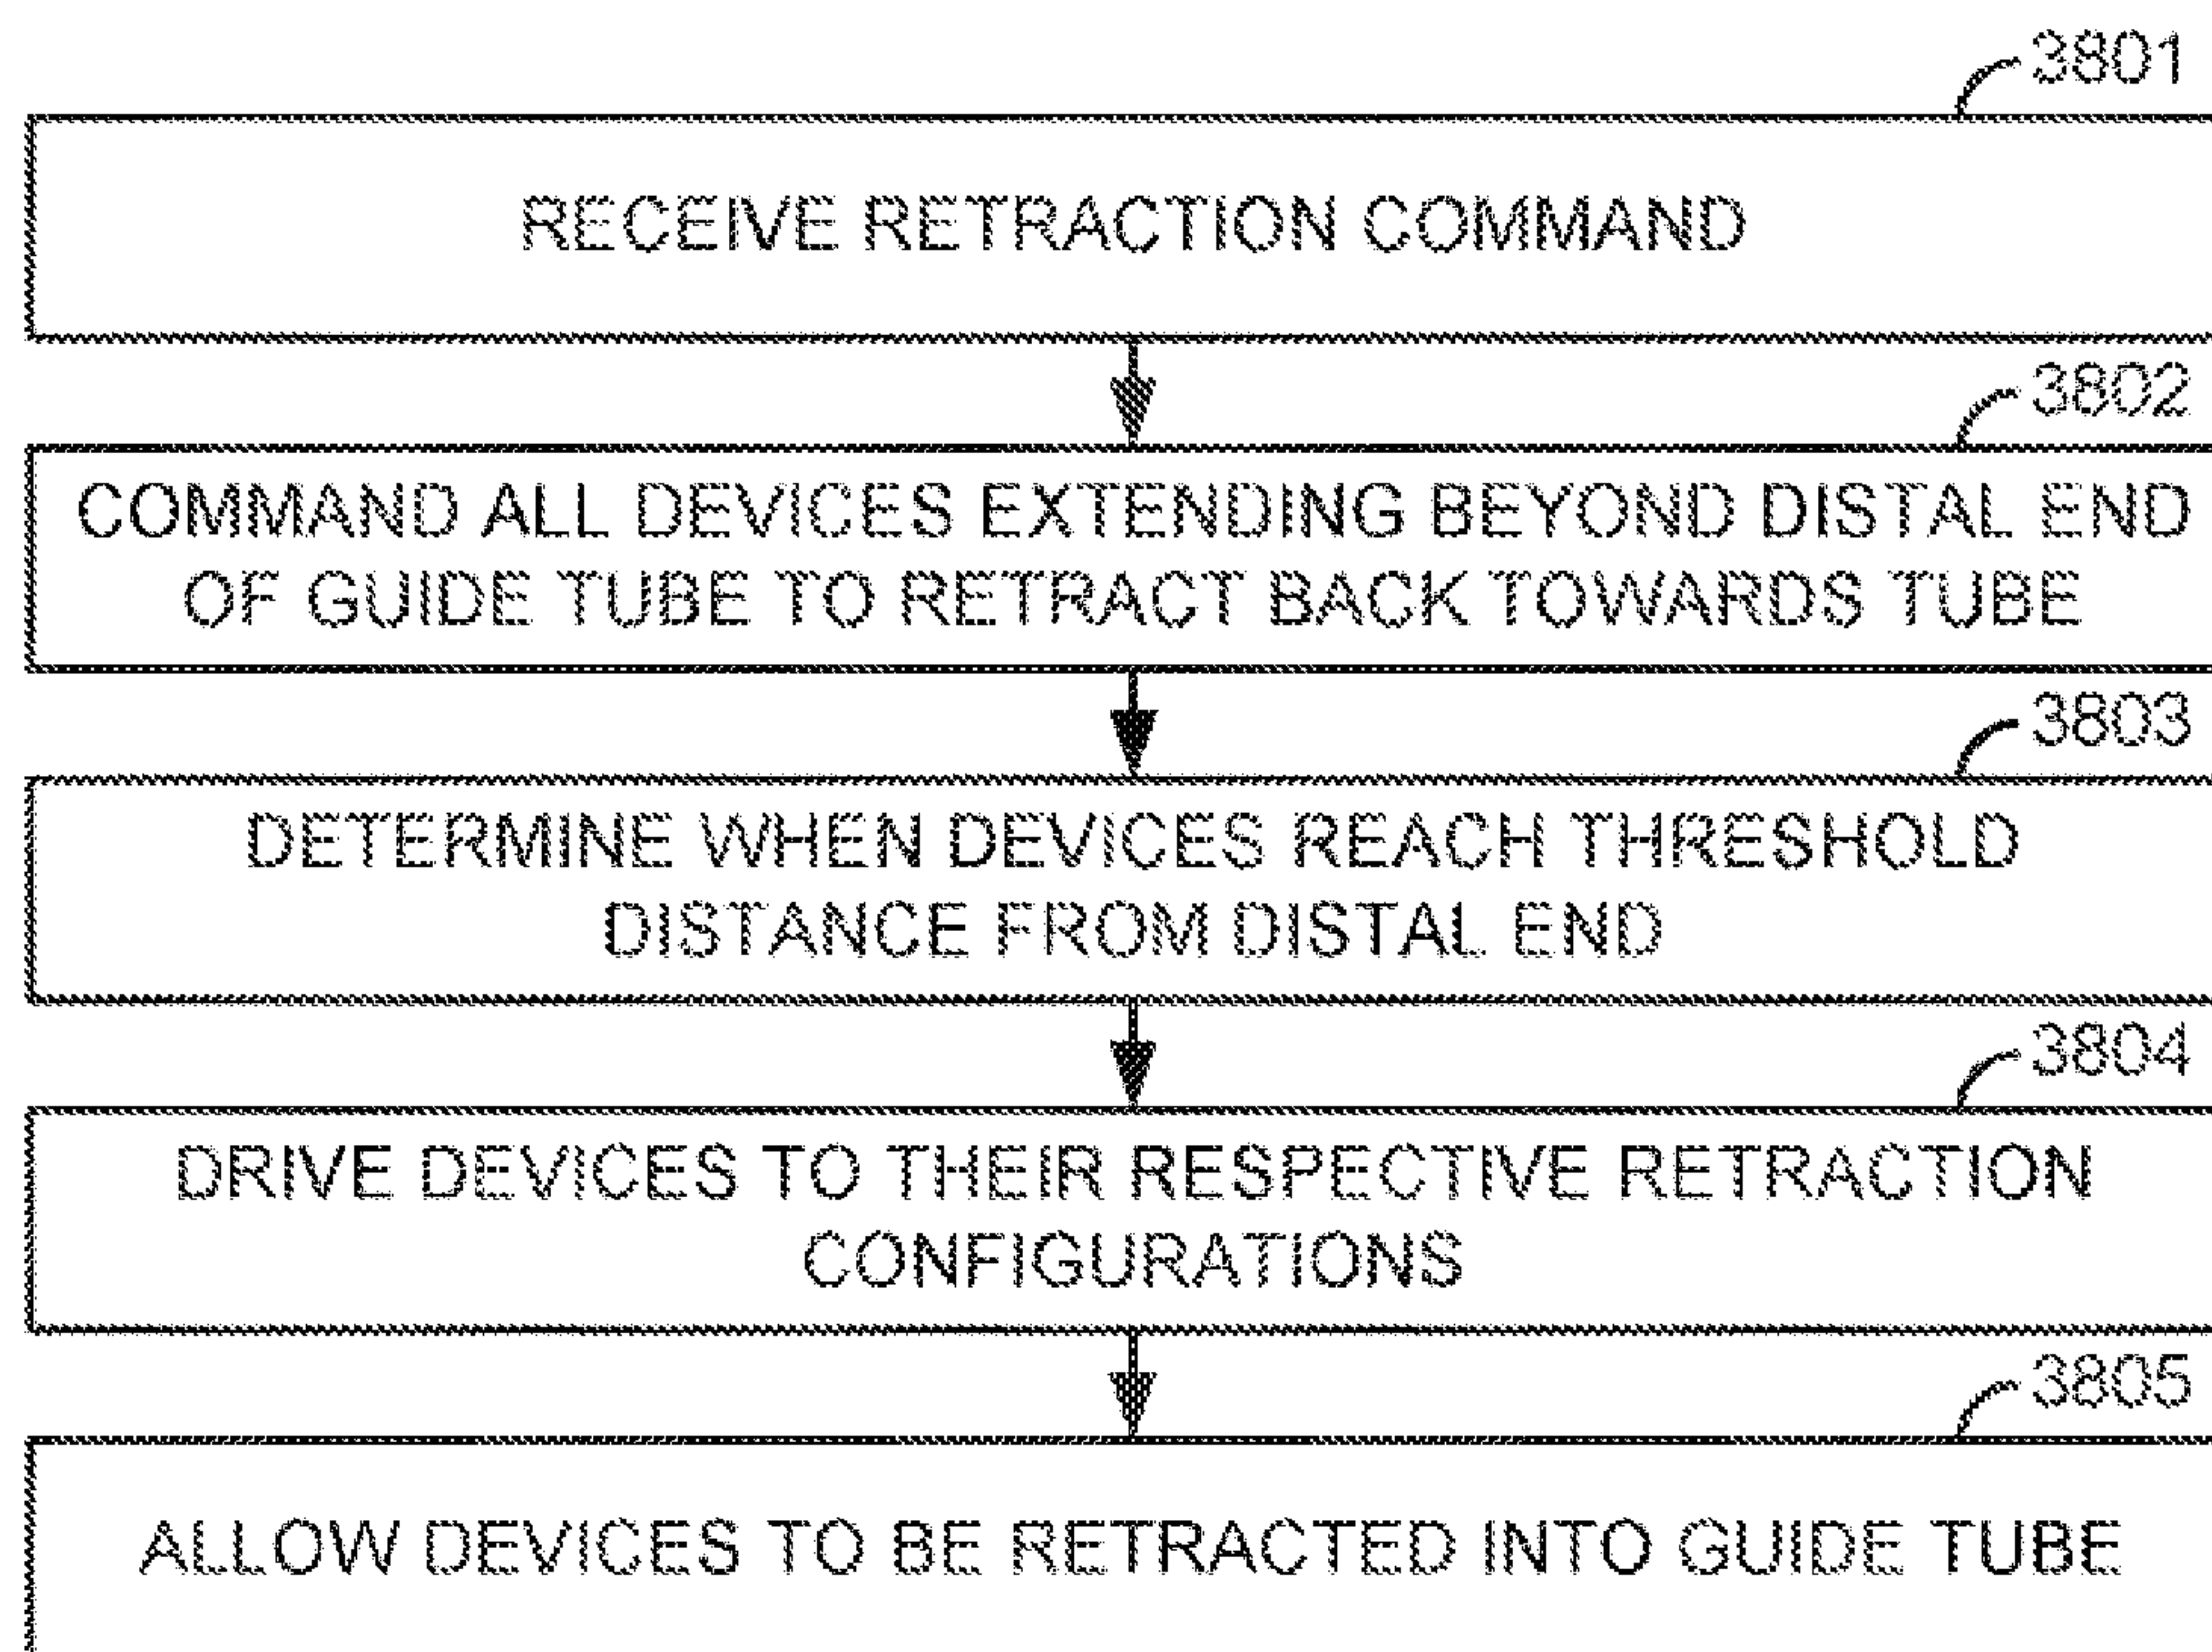 3801
RECEIVE RETRACTION COMMAND
3802
COMMAND ALL DEVICES EXTENDING BEYOND DISTAL END
OF GUIDE TUBE TO RETRACT BACK TOWARDS TUBE
3803
DETERMINE WHEN DEVICES REACH THRESHOLD
DISTANCE FROM DISTAL END
3804
DRIVE DEVICES TO THEIR RESPECTIVE RETRACTION
CONFIGURATIONS
3805
ALLOW DEVICES TO BE RETRACTED INTO GUIDE TUBE